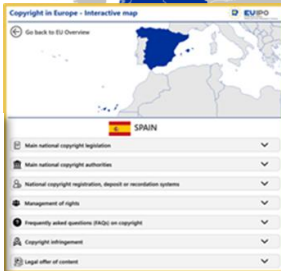 Copyright in Europe - Interactive map
EUIPO
Go back to EU Overview
SPAIN
Main national copyright legislation
Main national copyright authorities
National copyright registration, deposit or recordation systems
Management of rights
Frequently asked questions (FAQs) on copyright
Copyright infringement
Legal offer of content